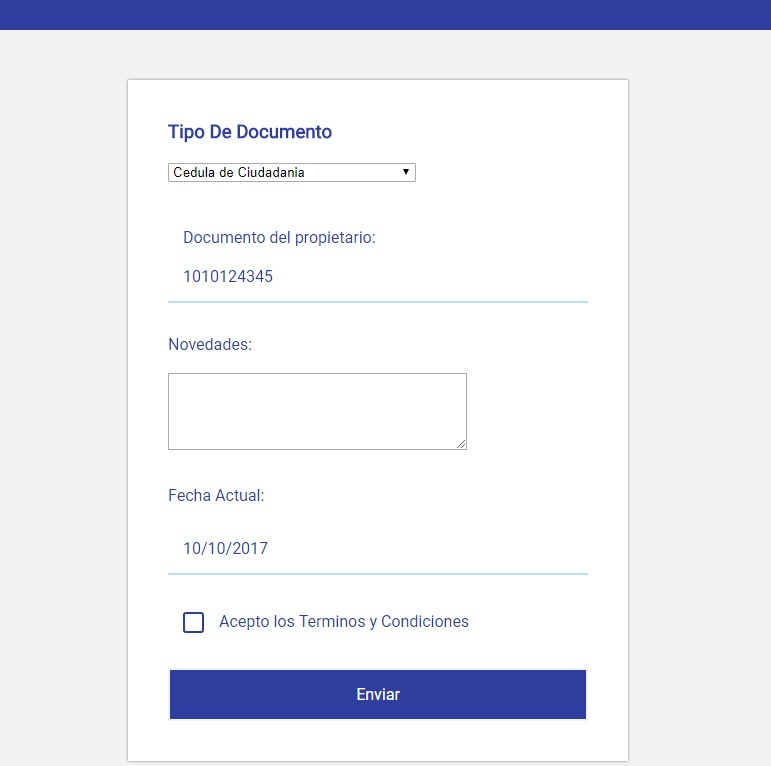 Tipo De Documento
Cedula de Ciudadania
Documento del propietario:
1010124345
Novedades:
Fecha Actual:
10/10/2017
Acepto los Terminos y Condiciones
Enviar